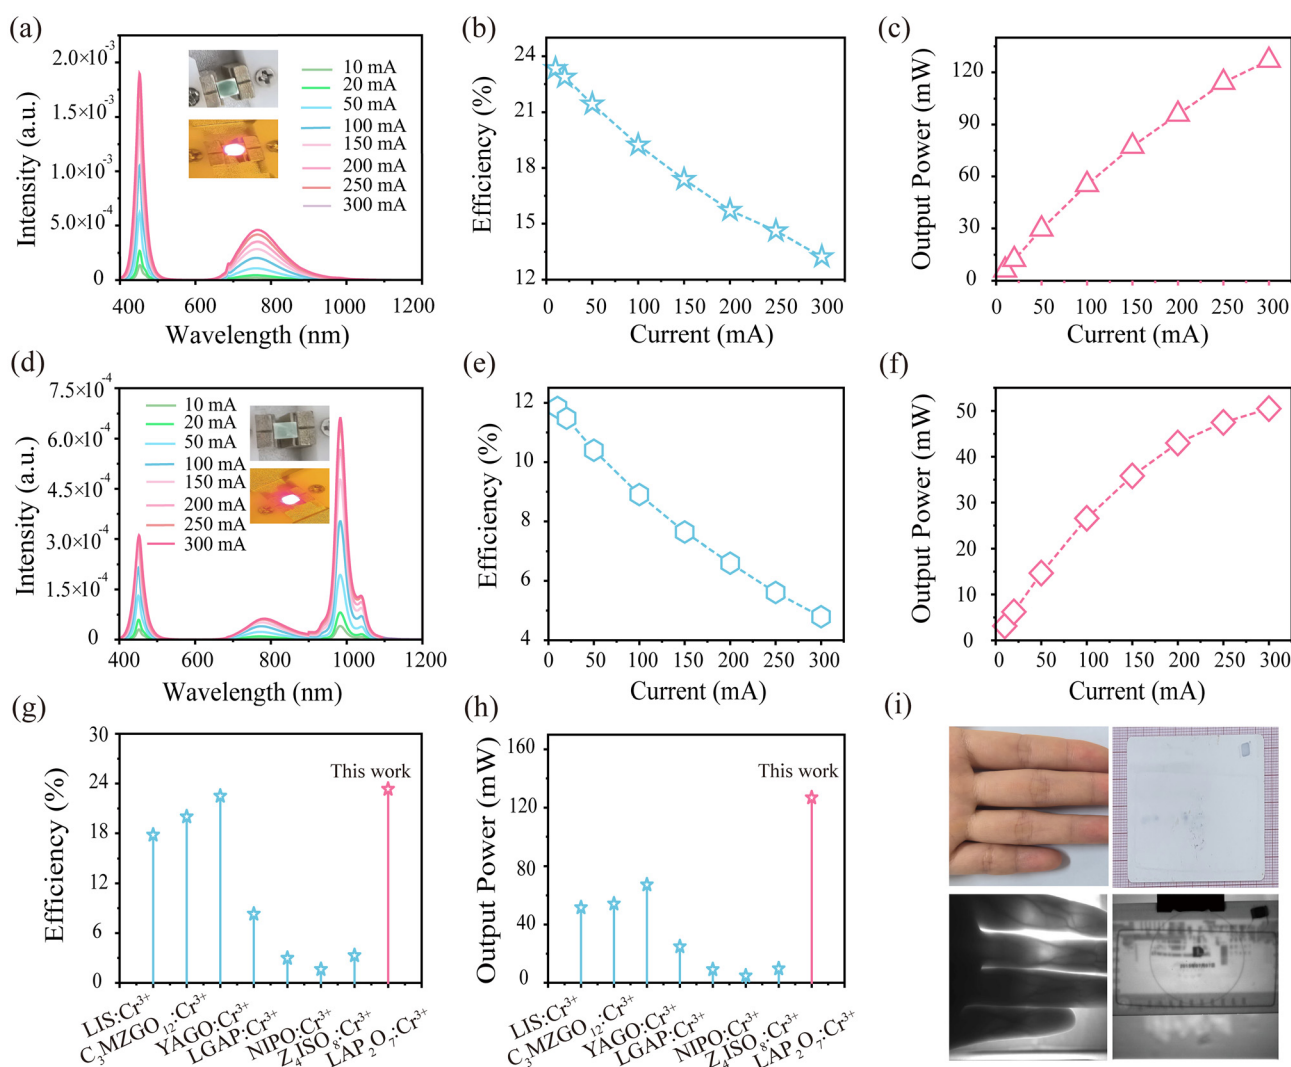 (a)
2.0×10⁻³
1.5×10⁻³
1.0×10⁻³
5.0×10⁻⁴
0
Intensity (a.u.)
10 mA
20 mA
50 mA
100 mA
150 mA
200 mA
250 mA
300 mA
400 600 800 1000 1200
Wavelength (nm)
(b)
24
21
18
15
12
Efficiency (%)
0 50 100 150 200 250 300
Current (mA)
(c)
120
90
60
30
0
Output Power (mW)
0 50 100 150 200 250 300
Current (mA)
(d)
7.5×10⁻⁴
6.0×10⁻⁴
4.5×10⁻⁴
3.0×10⁻⁴
1.5×10⁻⁴
0
Intensity (a.u.)
10 mA
20 mA
50 mA
100 mA
150 mA
200 mA
250 mA
300 mA
400 600 800 1000 1200
Wavelength (nm)
(e)
12
10
8
6
4
Efficiency (%)
0 50 100 150 200 250 300
Current (mA)
(f)
50
40
30
20
10
0
Output Power (mW)
0 50 100 150 200 250 300
Current (mA)
(g)
30
24
18
12
6
0
Efficiency (%)
This work
LIS:Cr³⁺
C₃MZGO₁₂:Cr³⁺
YAGO:Cr³⁺
LGAP:Cr³⁺
NIPO:Cr³⁺
Z₄ISO₈:Cr³⁺
LAP₂O₇:Cr³⁺
(h)
160
120
80
40
0
Output Power (mW)
This work
LIS:Cr³⁺
C₃MZGO₁₂:Cr³⁺
YAGO:Cr³⁺
LGAP:Cr³⁺
NIPO:Cr³⁺
Z₄ISO₈:Cr³⁺
LAP₂O₇:Cr³⁺
(i)